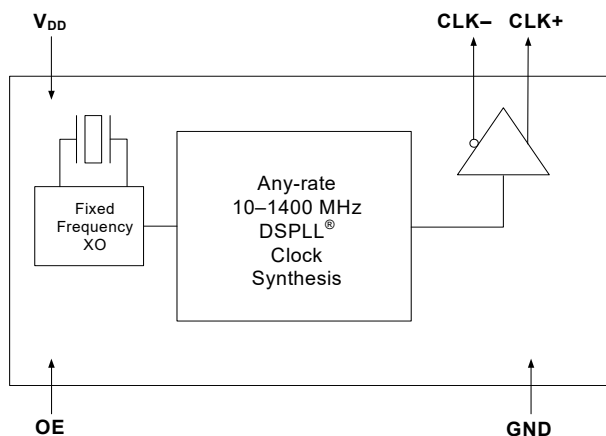 VDD
CLK– CLK+
Fixed
Frequency
XO
Any-rate
10–1400 MHz
DSPLL®
Clock
Synthesis
OE
GND